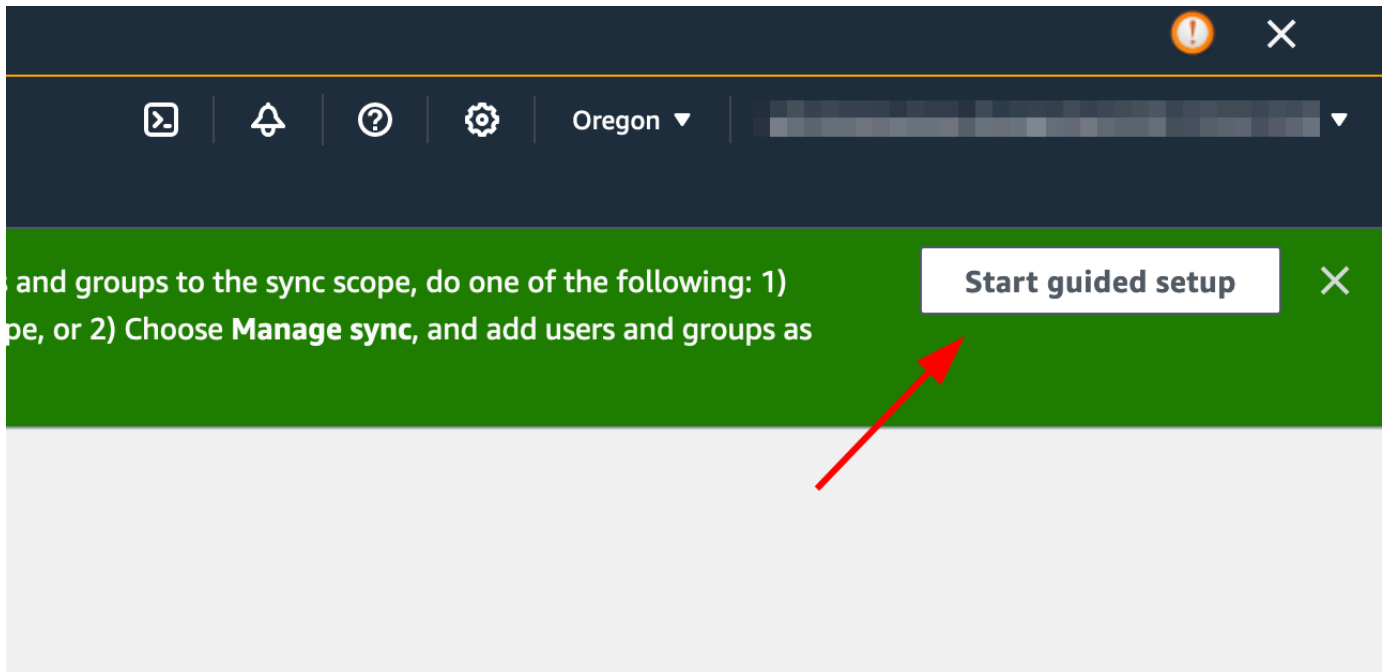 Oregon
Start guided setup
and groups to the sync scope, do one of the following: 1)
or 2) Choose Manage sync, and add users and groups as